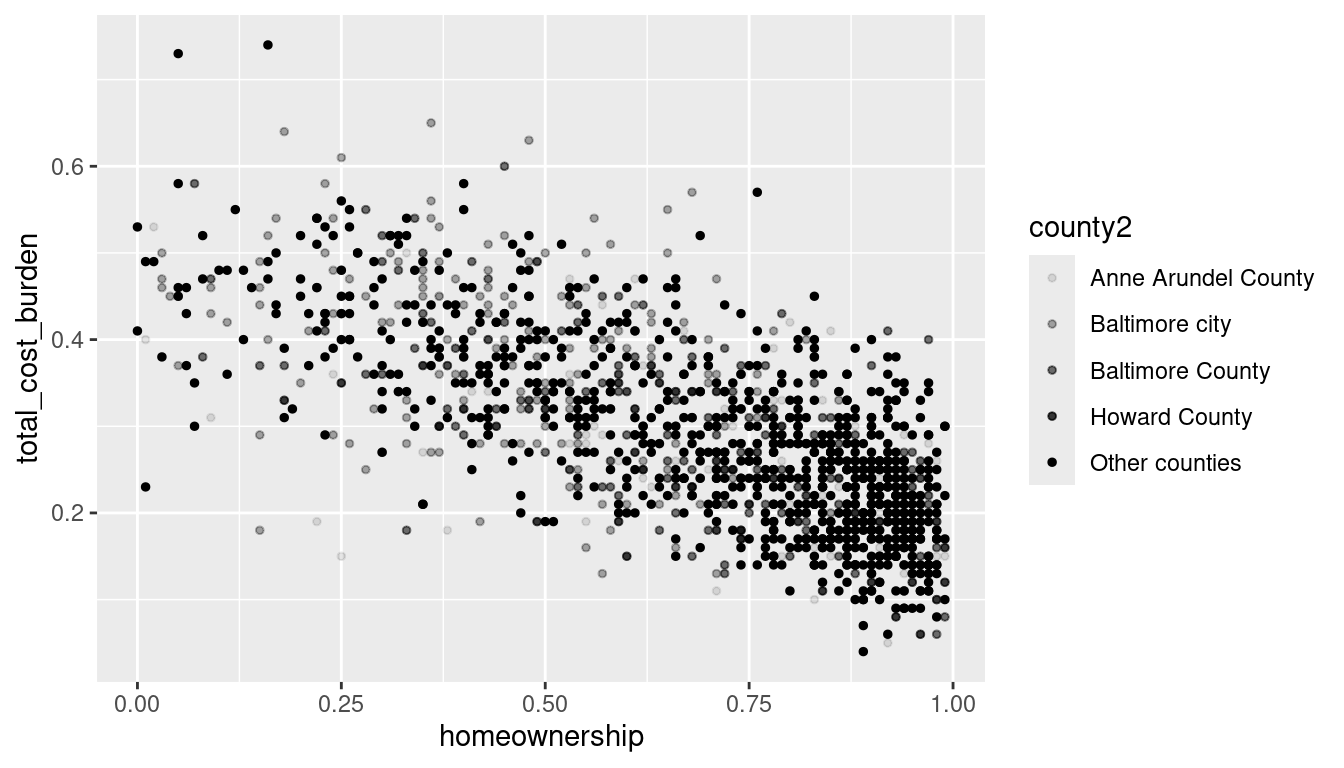 0.6
0.4
0.2
total_cost_burden
0.00 0.25 0.50 0.75 1.00
homeownership
county2
Anne Arundel County
Baltimore city
Baltimore County
Howard County
Other counties